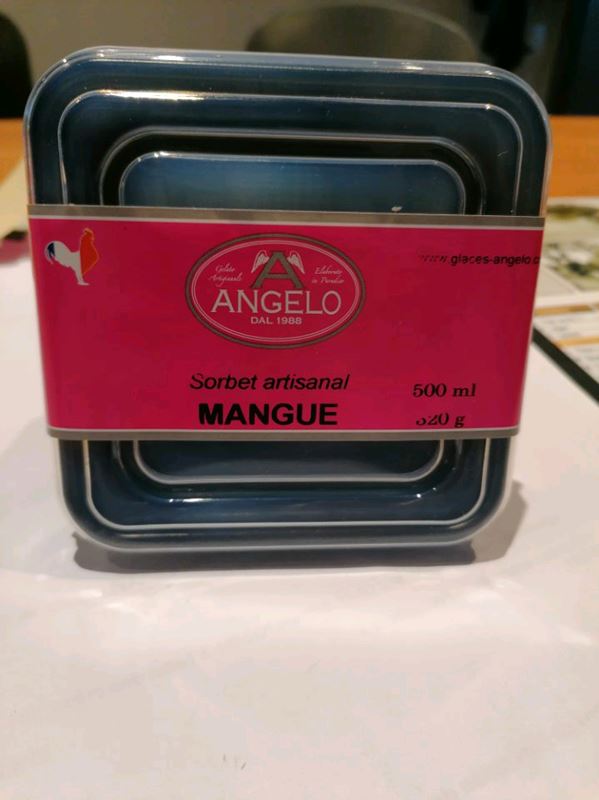 www.glaces-angelo.c
Gelato
Artigianale
Elaborato
in Paradiso
A
ANGELO
DAL 1988
Sorbet artisanal
500 ml
MANGUE
320 g